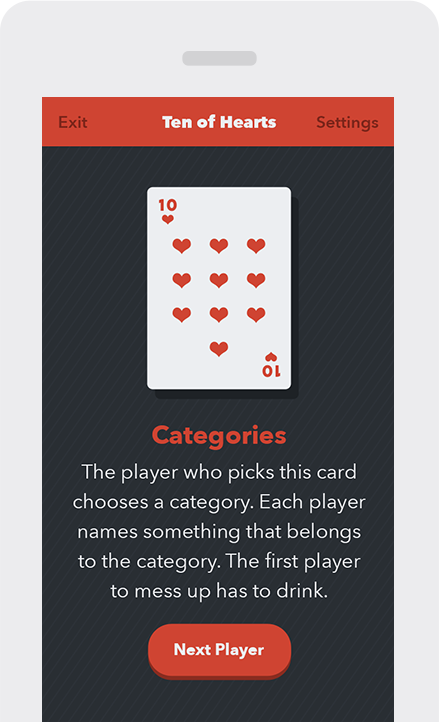 Exit Ten of Hearts Settings
10
10
Categories
The player who picks this card
chooses a category. Each player
names something that belongs
to the category. The first player
to mess up has to drink.
Next Player